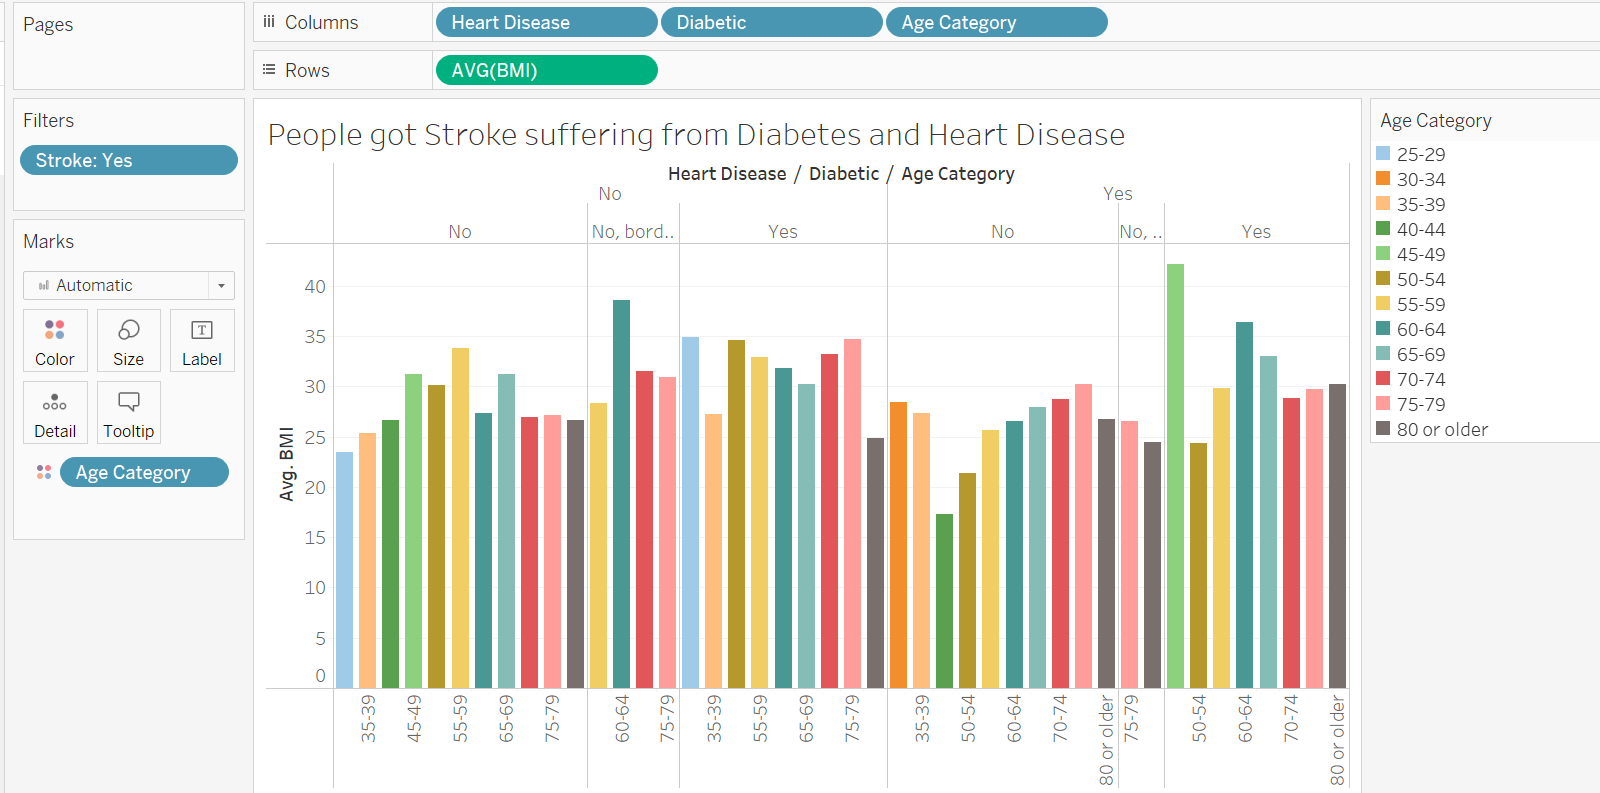 Pages
Columns
Heart Disease
Diabetic
Age Category
Rows
AVG(BMI)
Filters
Stroke: Yes
Marks
Automatic
Color
Size
Label
Detail
Tooltip
Age Category
People got Stroke suffering from Diabetes and Heart Disease
Heart Disease / Diabetic / Age Category
No
Yes
No
No, bord..
Yes
No
No, ..
Yes
Avg. BMI
40
35
30
25
20
15
10
5
0
35-39
45-49
55-59
65-69
75-79
60-64
75-79
35-39
55-59
65-69
75-79
35-39
50-54
60-64
70-74
80 or older
75-79
50-54
60-64
70-74
80 or older
Age Category
25-29
30-34
35-39
40-44
45-49
50-54
55-59
60-64
65-69
70-74
75-79
80 or older